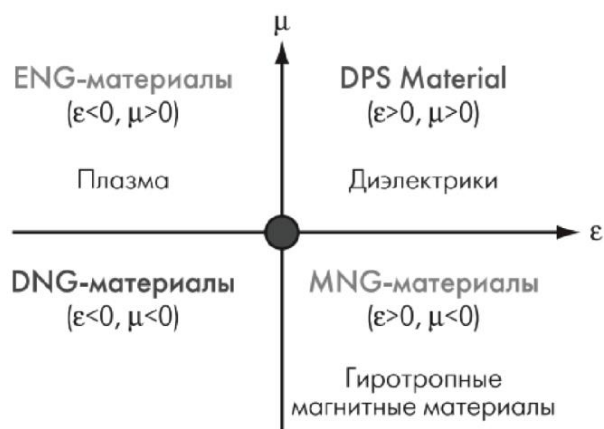 μ
ENG-материалы
(ε<0, μ>0)
Плазма
DPS Material
(ε>0, μ>0)
Диэлектрики
ε
DNG-материалы
(ε<0, μ<0)
MNG-материалы
(ε>0, μ<0)
Гиротропные
магнитные материалы